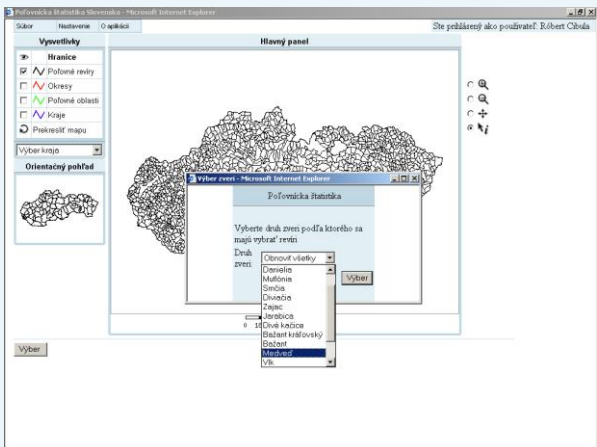 Poľovnícka štatistika Slovenska - Microsoft Internet Explorer
Súbor Nastavenie O aplikácii
Ste prihlásený ako používateľ: Róbert Cibula
Vysvetlivky
Hranice
Poľovné revíry
Okresy
Poľovné oblasti
Kraje
Prekresliť mapu
Výber kraja
Orientačný pohľad
Hlavný panel
Výber zveri - Microsoft Internet Explorer
Poľovnícka štatistika
Vyberte druh zveri podľa ktorého sa
majú vybrať revíri
Druh
zveri
Obnoviť všetky
Výber
Danielia
Muflónia
Srnčia
Diviačia
Zajac
Jarabica
Divé kačice
Bažant kráľovský
Bažant
Medveď
Vlk
0
Výber